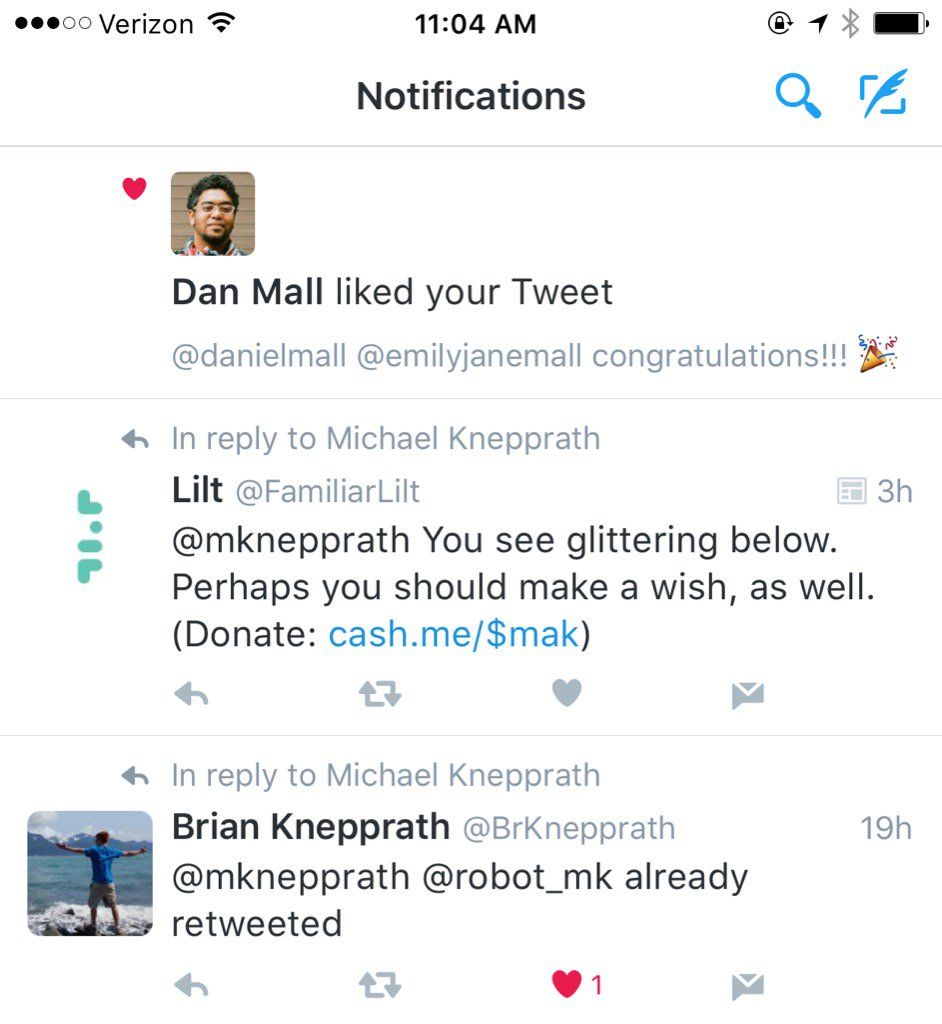 Verizon 11:04 AM
Notifications
Dan Mall liked your Tweet
@danielmall @emilyjanemall congratulations!!! 🎉
In reply to Michael Knepprath
Lilt @FamiliarLilt 3h
@mknepprath You see glittering below.
Perhaps you should make a wish, as well.
(Donate: cash.me/$mak)
In reply to Michael Knepprath
Brian Knepprath @BrKnepprath 19h
@mknepprath @robot_mk already
retweeted
1